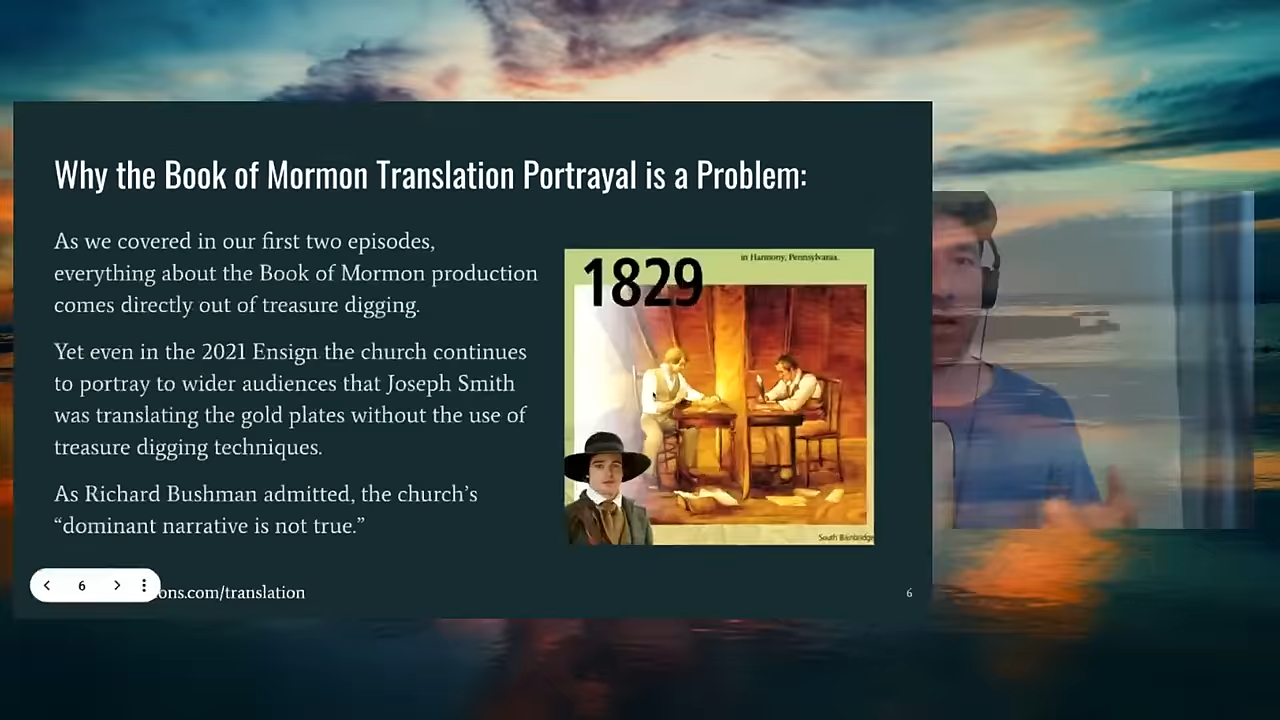 Why the Book of Mormon Translation Portrayal is a Problem:
As we covered in our first two episodes,
everything about the Book of Mormon production
comes directly out of treasure digging.
Yet even in the 2021 Ensign the church continues
to portray to wider audiences that Joseph Smith
was translating the gold plates without the use of
treasure digging techniques.
As Richard Bushman admitted, the church's
“dominant narrative is not true.”
in Harmony, Pennsylvania.
1829
South Bainbridge
6
ons.com/translation
6